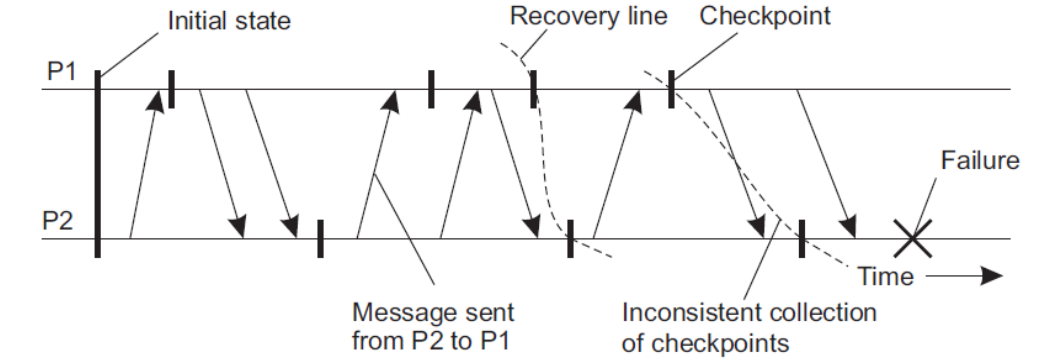 Initial state
Recovery line
Checkpoint
P1
Failure
P2
Time
Message sent
from P2 to P1
Inconsistent collection
of checkpoints